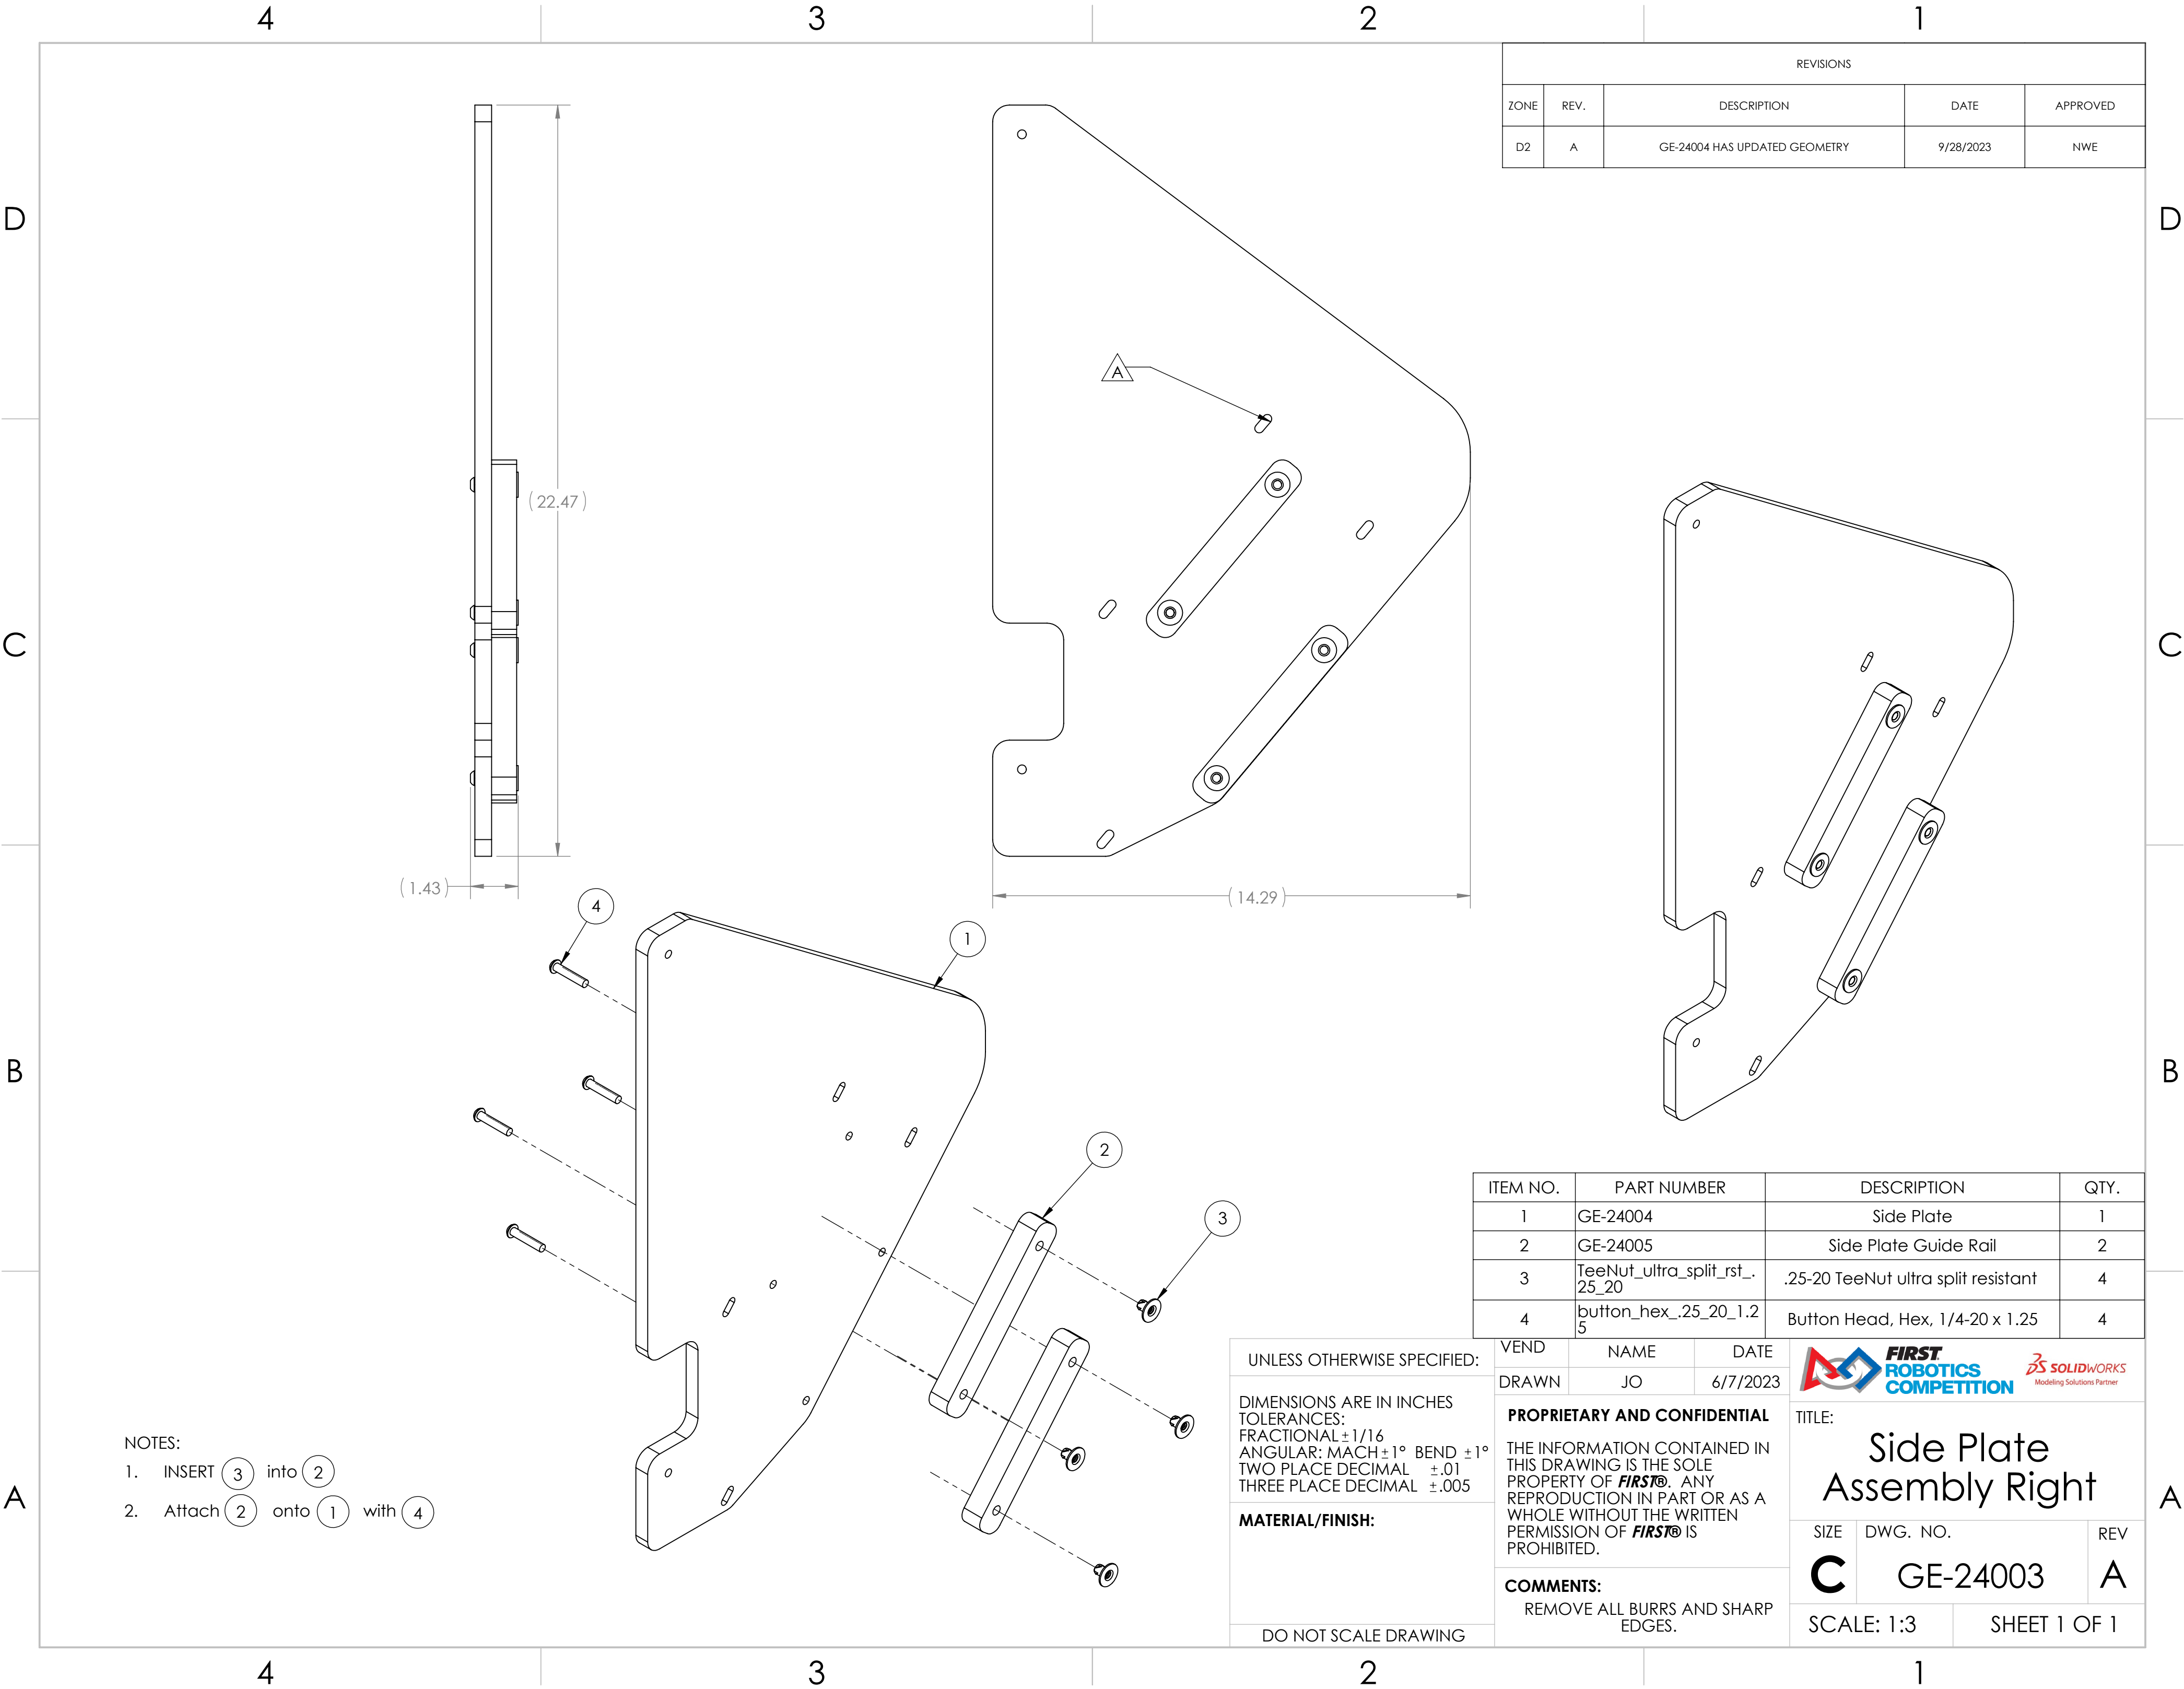 4 3 2 1
REVISIONS
ZONE REV. DESCRIPTION DATE APPROVED
D2 A GE-24004 HAS UPDATED GEOMETRY 9/28/2023 NWE
D D
A
(22.47)
C C
(1.43)
(14.29)
4
1
B B
2
3
ITEM NO. PART NUMBER DESCRIPTION QTY.
1 GE-24004 Side Plate 1
2 GE-24005 Side Plate Guide Rail 2
3 TeeNut_ultra_split_rst_.
25_20 .25-20 TeeNut ultra split resistant 4
4 button_hex_.25_20_1.2
5 Button Head, Hex, 1/4-20 x 1.25 4
NOTES:
1. INSERT 3 into 2
2. Attach 2 onto 1 with 4
A A
UNLESS OTHERWISE SPECIFIED:
DIMENSIONS ARE IN INCHES
TOLERANCES:
FRACTIONAL±1/16
ANGULAR: MACH±1° BEND ±1°
TWO PLACE DECIMAL ±.01
THREE PLACE DECIMAL ±.005
MATERIAL/FINISH:
DO NOT SCALE DRAWING
VEND NAME DATE
DRAWN JO 6/7/2023
PROPRIETARY AND CONFIDENTIAL
THE INFORMATION CONTAINED IN
THIS DRAWING IS THE SOLE
PROPERTY OF FIRST®. ANY
REPRODUCTION IN PART OR AS A
WHOLE WITHOUT THE WRITTEN
PERMISSION OF FIRST® IS
PROHIBITED.
COMMENTS:
REMOVE ALL BURRS AND SHARP
EDGES.
FIRST
ROBOTICS
COMPETITION
SOLIDWORKS
Modeling Solutions Partner
TITLE:
Side Plate
Assembly Right
SIZE DWG. NO. REV
C GE-24003 A
SCALE: 1:3 SHEET 1 OF 1
4 3 2 1